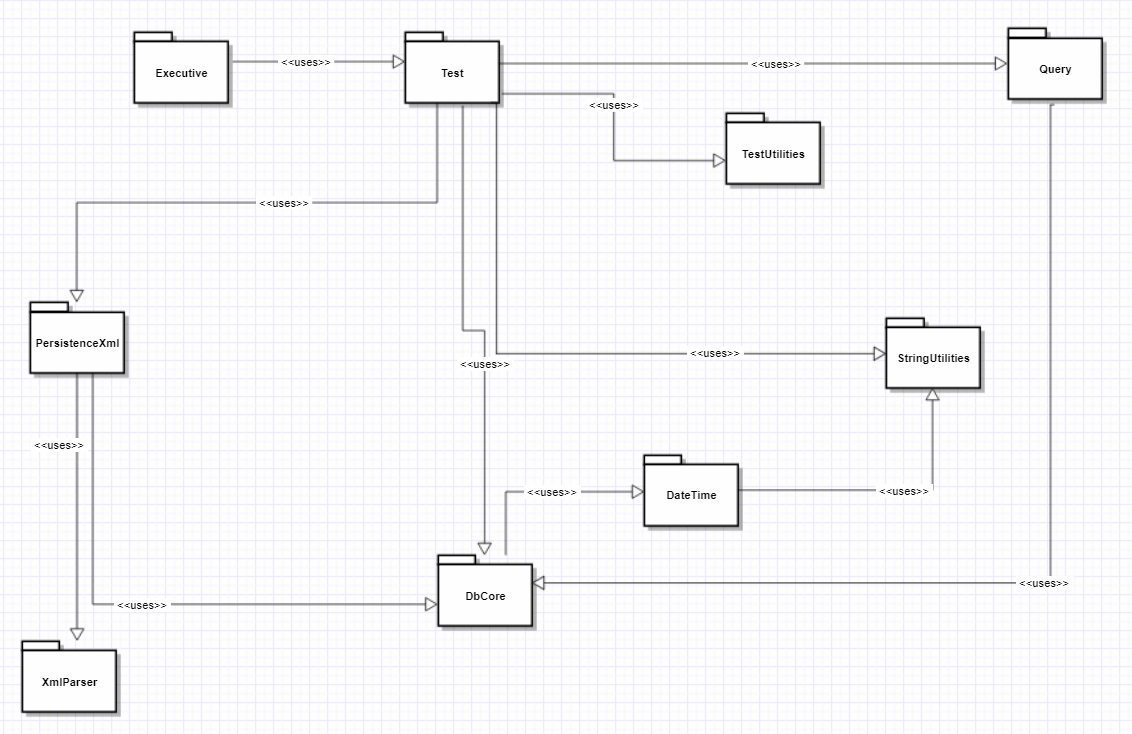 <<uses>>
<<uses>>
Executive
Test
Query
<<uses>>
TestUtilities
<<uses>>
PersistenceXml
<<uses>>
StringUtilities
<<uses>>
<<uses>>
<<uses>>
DateTime
<<uses>>
<<uses>>
DbCore
<<uses>>
XmlParser